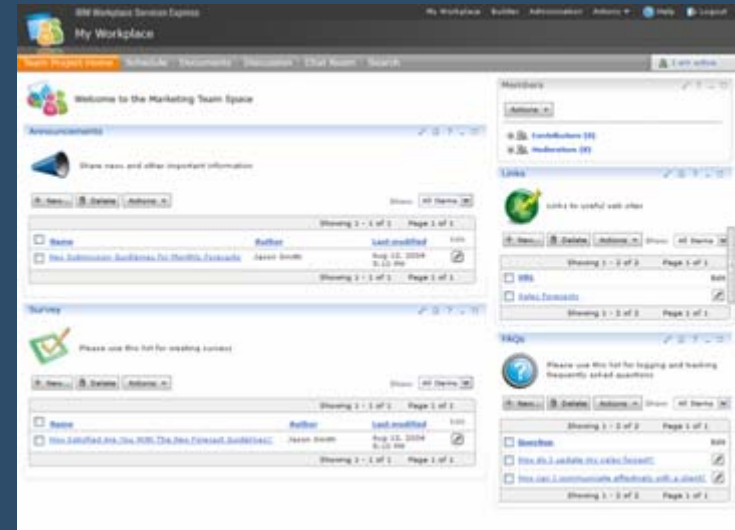 IBM Workplace Services Express
My Workplace Builder Administration Actions Help Logout
My Workplace
Team Project Home Schedule Documents Discussion Chat Room Search
I am active
Welcome to the Marketing Team Space
Announcements
Share news and other important information
New... Delete Actions Show: All Items
Showing 1 - 1 of 1 Page 1 of 1
Name Author Last modified Edit
New Submission Guidelines for Monthly Forecasts Jason Smith Aug 12, 2004
Showing 1 - 1 of 1 Page 1 of 1
Survey
Please use this list for creating surveys
New... Delete Actions Show: All Items
Showing 1 - 1 of 1 Page 1 of 1
Name Author Last modified Edit
How Satisfied Are You With The New Forecast Guidelines? Jason Smith Aug 12, 2004
Showing 1 - 1 of 1 Page 1 of 1
Members
Actions
Contributors (0)
Moderators (0)
Links
Links to useful web sites
New... Delete Actions Show: All Items
Showing 1 - 2 of 2 Page 1 of 1
URL Edit
Sales Forecasts
Showing 1 - 2 of 2 Page 1 of 1
FAQs
Please use this list for logging and tracking
frequently asked questions
New... Delete Actions Show: All Items
Showing 1 - 2 of 2 Page 1 of 1
Question Edit
How do I update my sales forecast?
How can I communicate effectively with a client?
Showing 1 - 2 of 2 Page 1 of 1